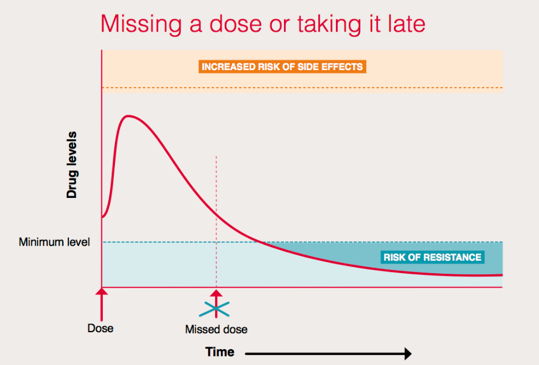 Missing a dose or taking it late
INCREASED RISK OF SIDE EFFECTS
Drug levels
Minimum level
RISK OF RESISTANCE
Dose
Missed dose
Time